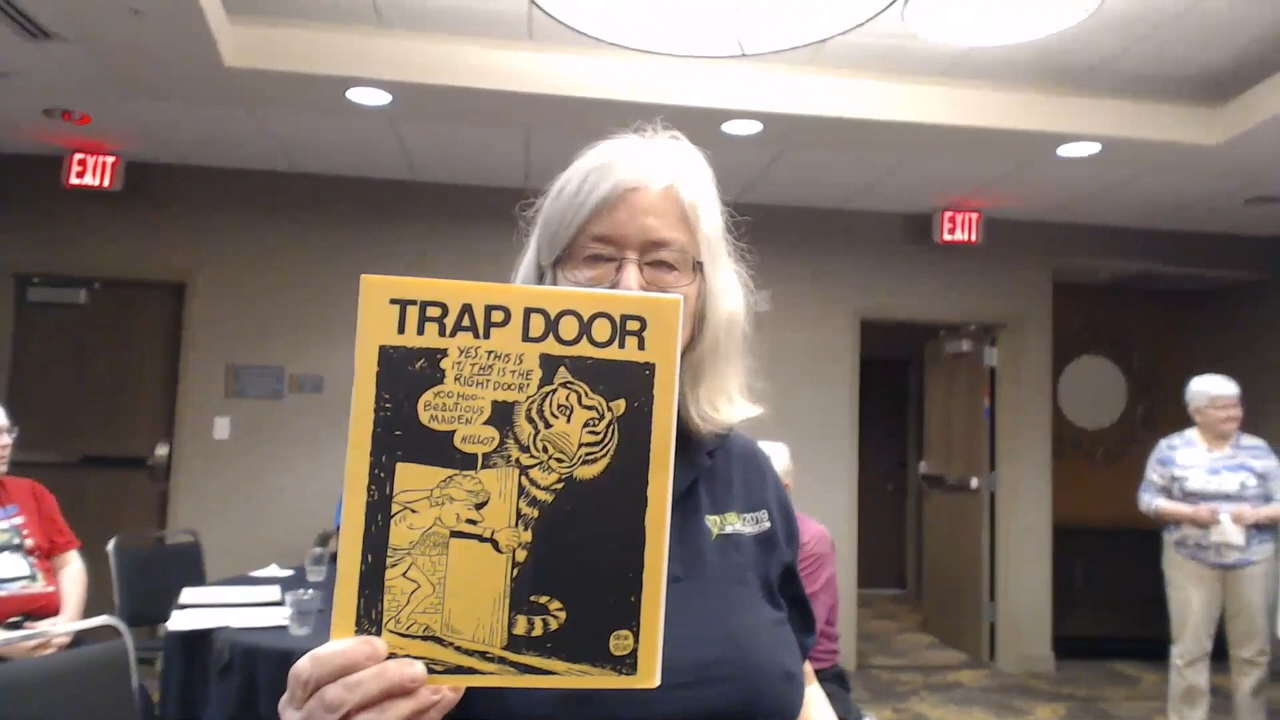 EXIT
EXIT
TRAP DOOR
YES, THIS IS
IT! THIS IS THE
RIGHT DOOR!
YOO HOO--
BEAUTIOUS
MAIDEN!
HELLO?
2019